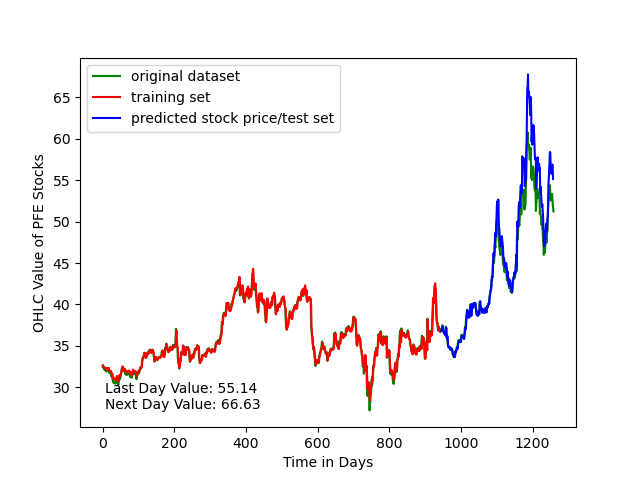 original dataset
training set
predicted stock price/test set
65
60
55
50
45
40
35
30
OHLC Value of PFE Stocks
Last Day Value: 55.14
Next Day Value: 66.63
0 200 400 600 800 1000 1200
Time in Days